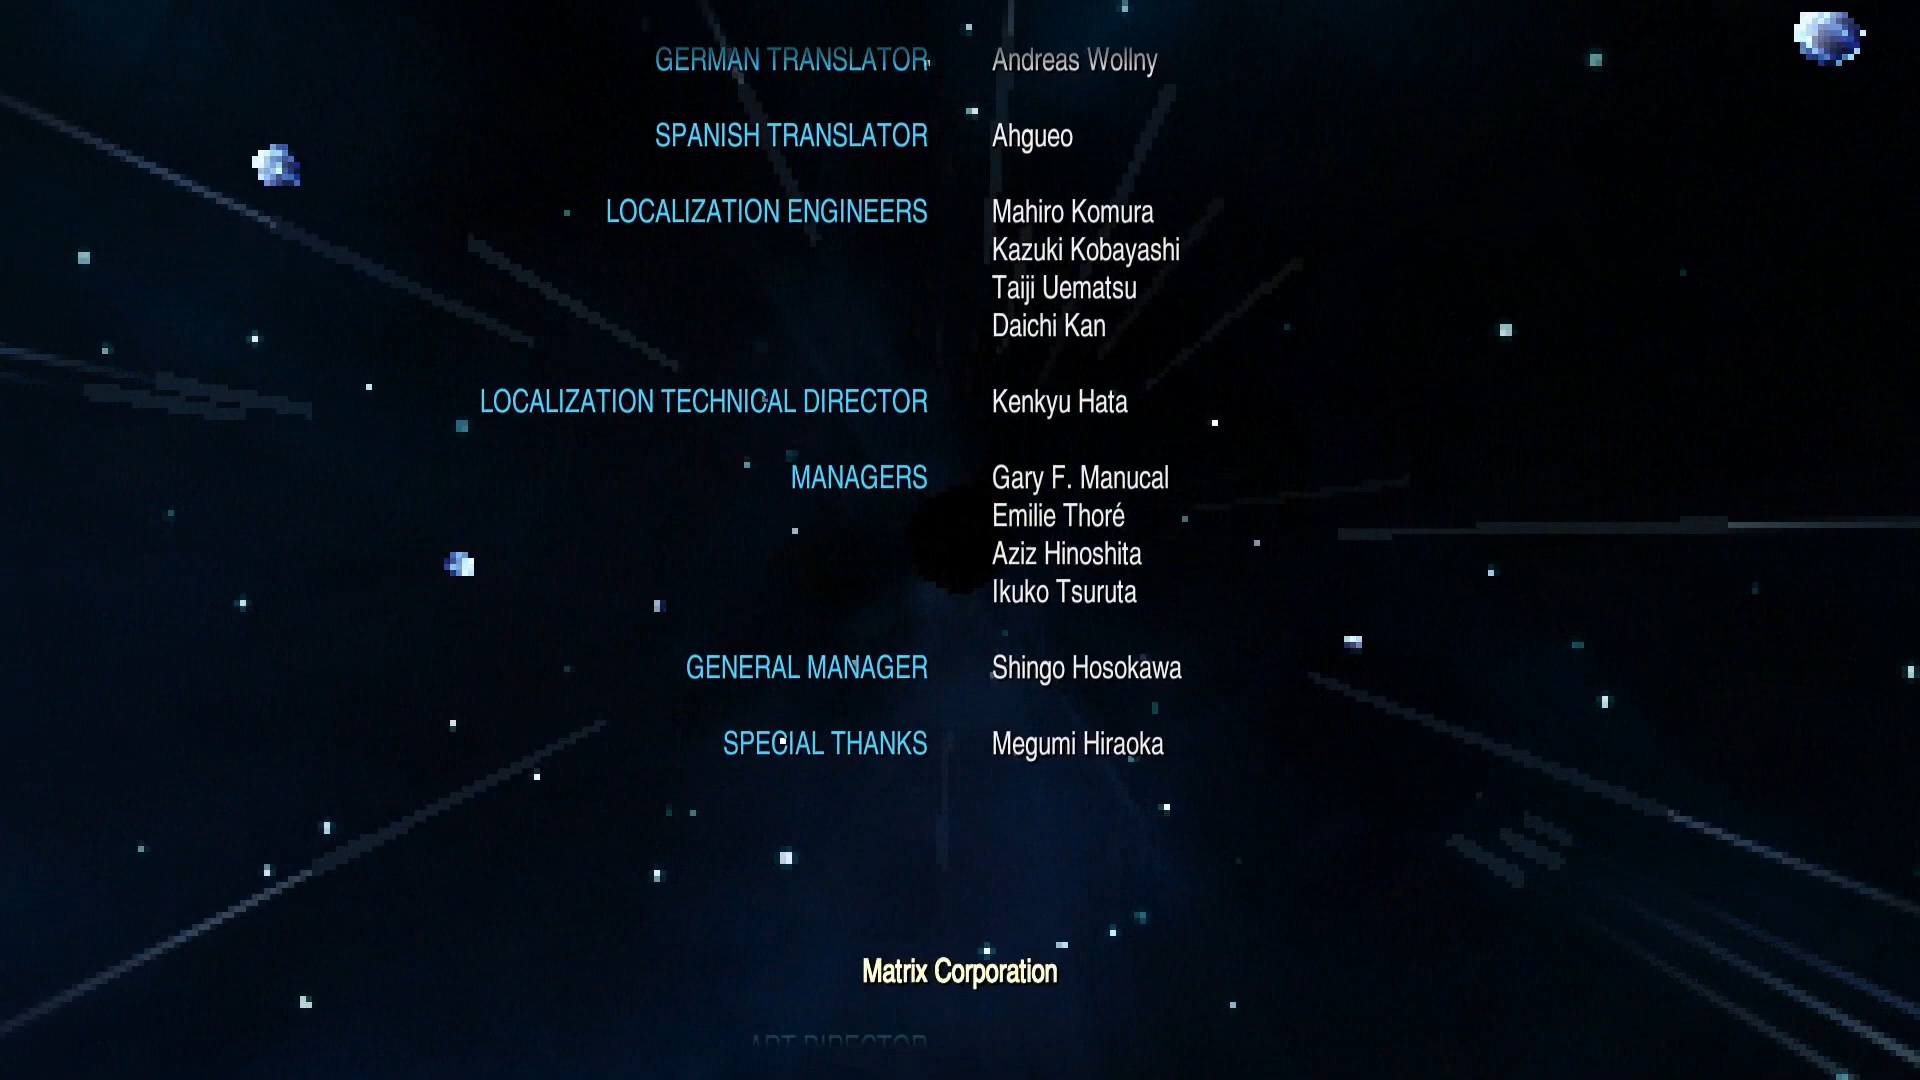 GERMAN TRANSLATOR Andreas Wollny
SPANISH TRANSLATOR Ahgueo
LOCALIZATION ENGINEERS Mahiro Komura
Kazuki Kobayashi
Taiji Uematsu
Daichi Kan
LOCALIZATION TECHNICAL DIRECTOR Kenkyu Hata
MANAGERS Gary F. Manucal
Emilie Thoré
Aziz Hinoshita
Ikuko Tsuruta
GENERAL MANAGER Shingo Hosokawa
SPECIAL THANKS Megumi Hiraoka
Matrix Corporation
ART DIRECTOR